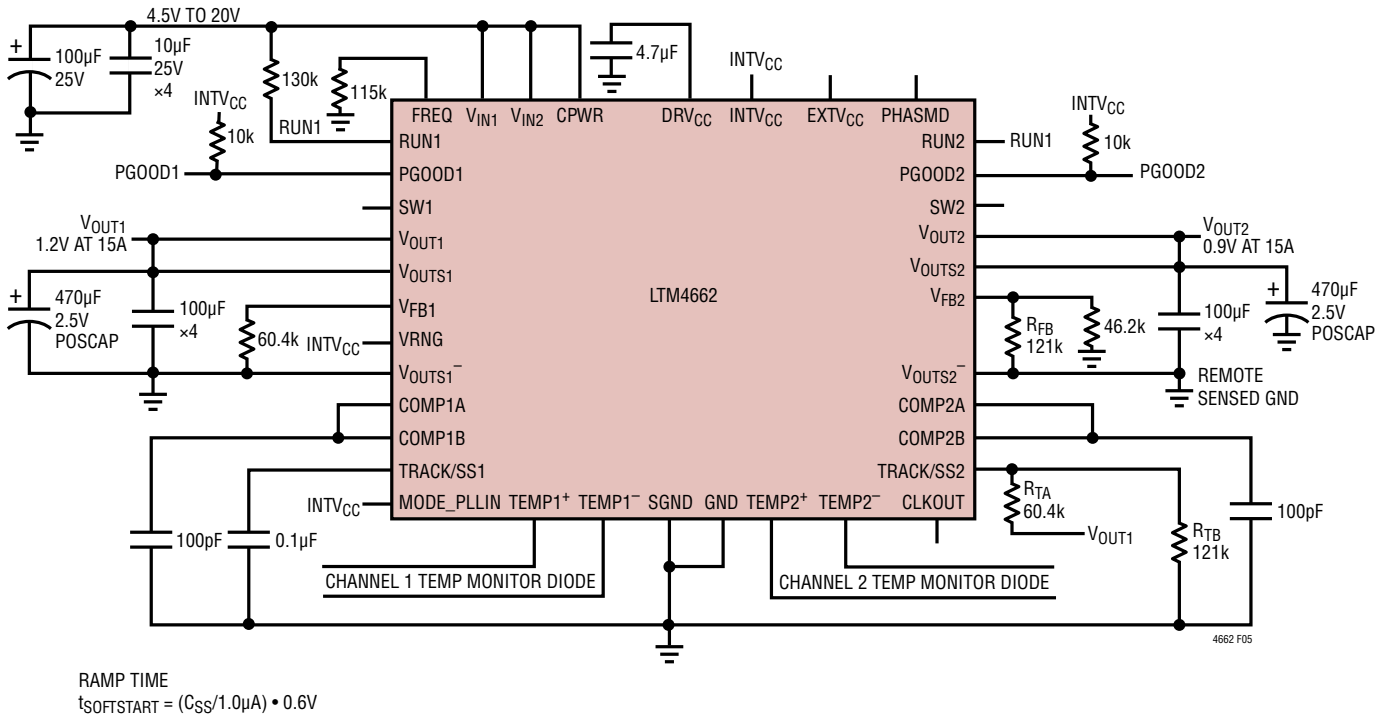 4.5V TO 20V
+
100µF
25V
10µF
25V
×4
130k
115k
4.7µF
INTVCC
INTVCC
10k
RUN1
PGOOD1
INTVCC
10k
PGOOD2
RUN1
FREQ VIN1 VIN2 CPWR DRVCC INTVCC EXTVCC PHASMD
RUN1
PGOOD1
SW1
VOUT1
VOUTS1
VFB1
VRNG
VOUTS1–
COMP1A
COMP1B
TRACK/SS1
MODE_PLLIN TEMP1+ TEMP1– SGND GND TEMP2+ TEMP2– CLKOUT
LTM4662
RUN2
PGOOD2
SW2
VOUT2
VOUTS2
VFB2
VOUTS2–
COMP2A
COMP2B
TRACK/SS2
VOUT1
1.2V AT 15A
+
470µF
2.5V
POSCAP
100µF
×4
60.4k
INTVCC
INTVCC
100pF
0.1µF
VOUT2
0.9V AT 15A
RFB
121k
46.2k
100µF
×4
+
470µF
2.5V
POSCAP
REMOTE
SENSED GND
RTA
60.4k
VOUT1
RTB
121k
100pF
CHANNEL 1 TEMP MONITOR DIODE
CHANNEL 2 TEMP MONITOR DIODE
4662 F05
RAMP TIME
tSOFTSTART = (CSS/1.0µA) • 0.6V